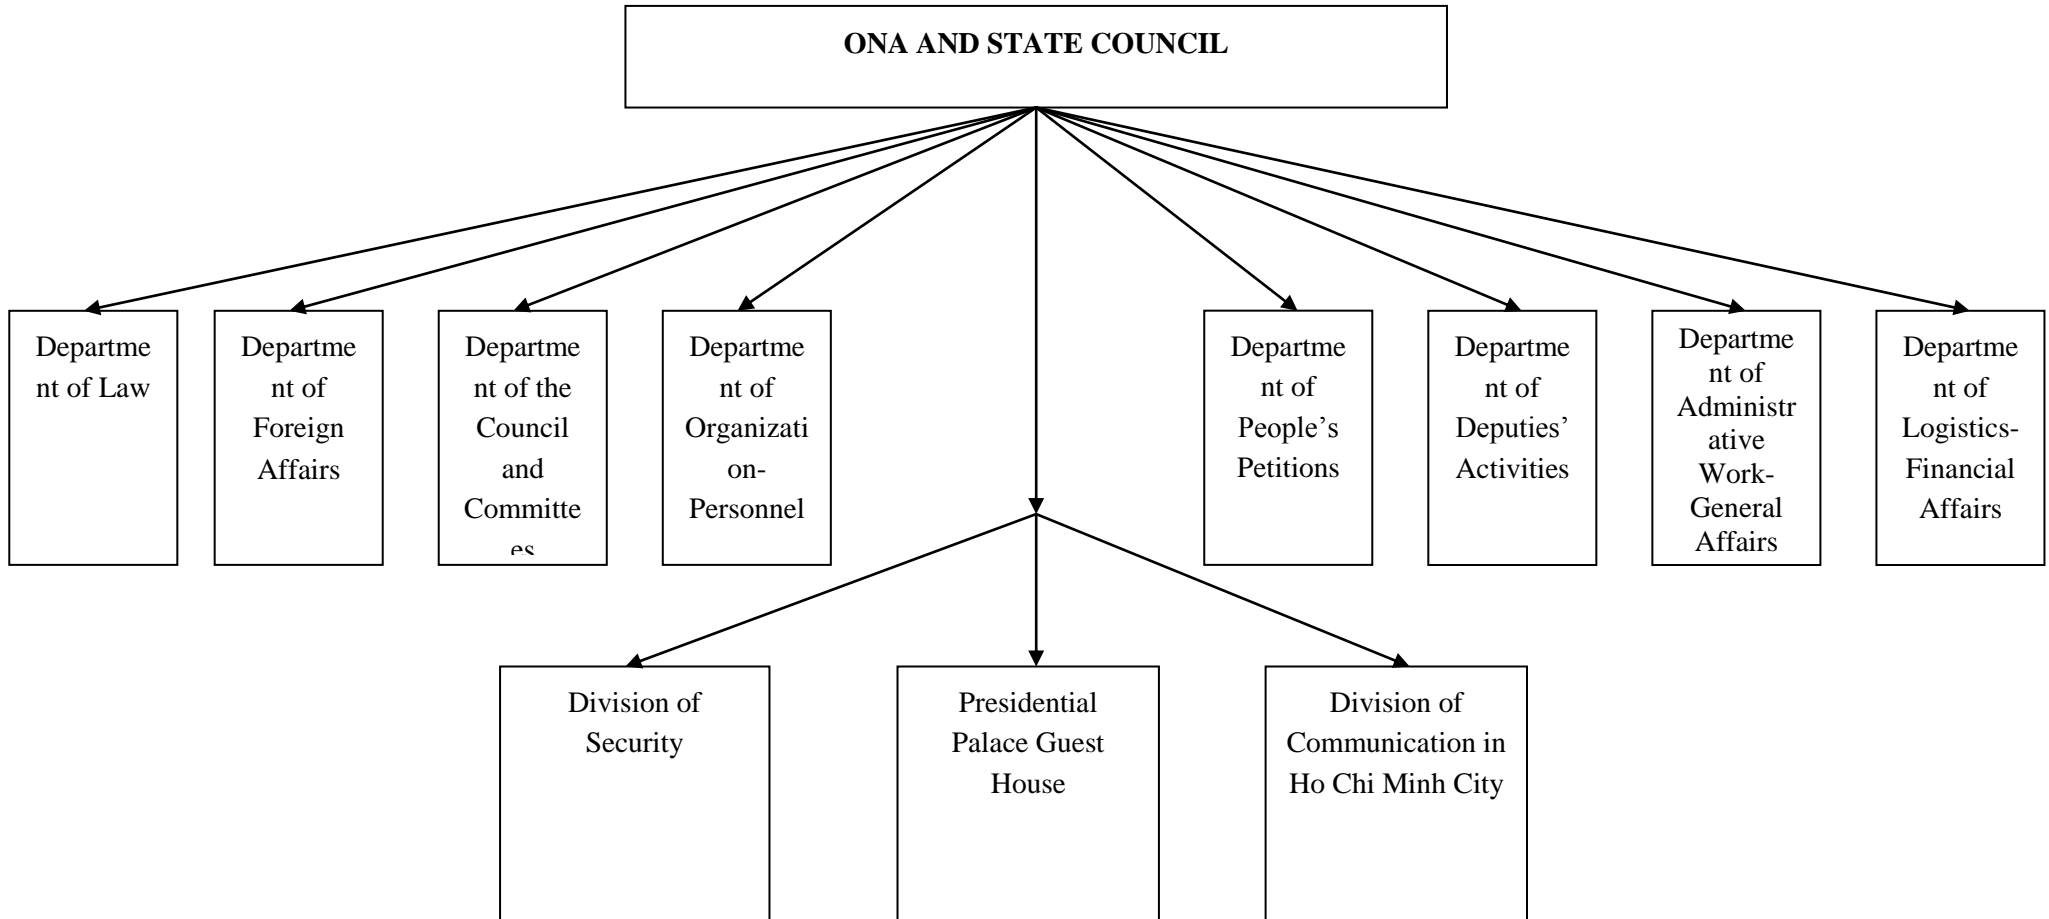 ONA AND STATE COUNCIL
Departme
nt of Law
Departme
nt of
Foreign
Affairs
Departme
nt of the
Council
and
Committe
es
Departme
nt of
Organizati
on-
Personnel
Departme
nt of
People’s
Petitions
Departme
nt of
Deputies’
Activities
Departme
nt of
Administr
ative
Work-
General
Affairs
Departme
nt of
Logistics-
Financial
Affairs
Division of
Security
Presidential
Palace Guest
House
Division of
Communication in
Ho Chi Minh City